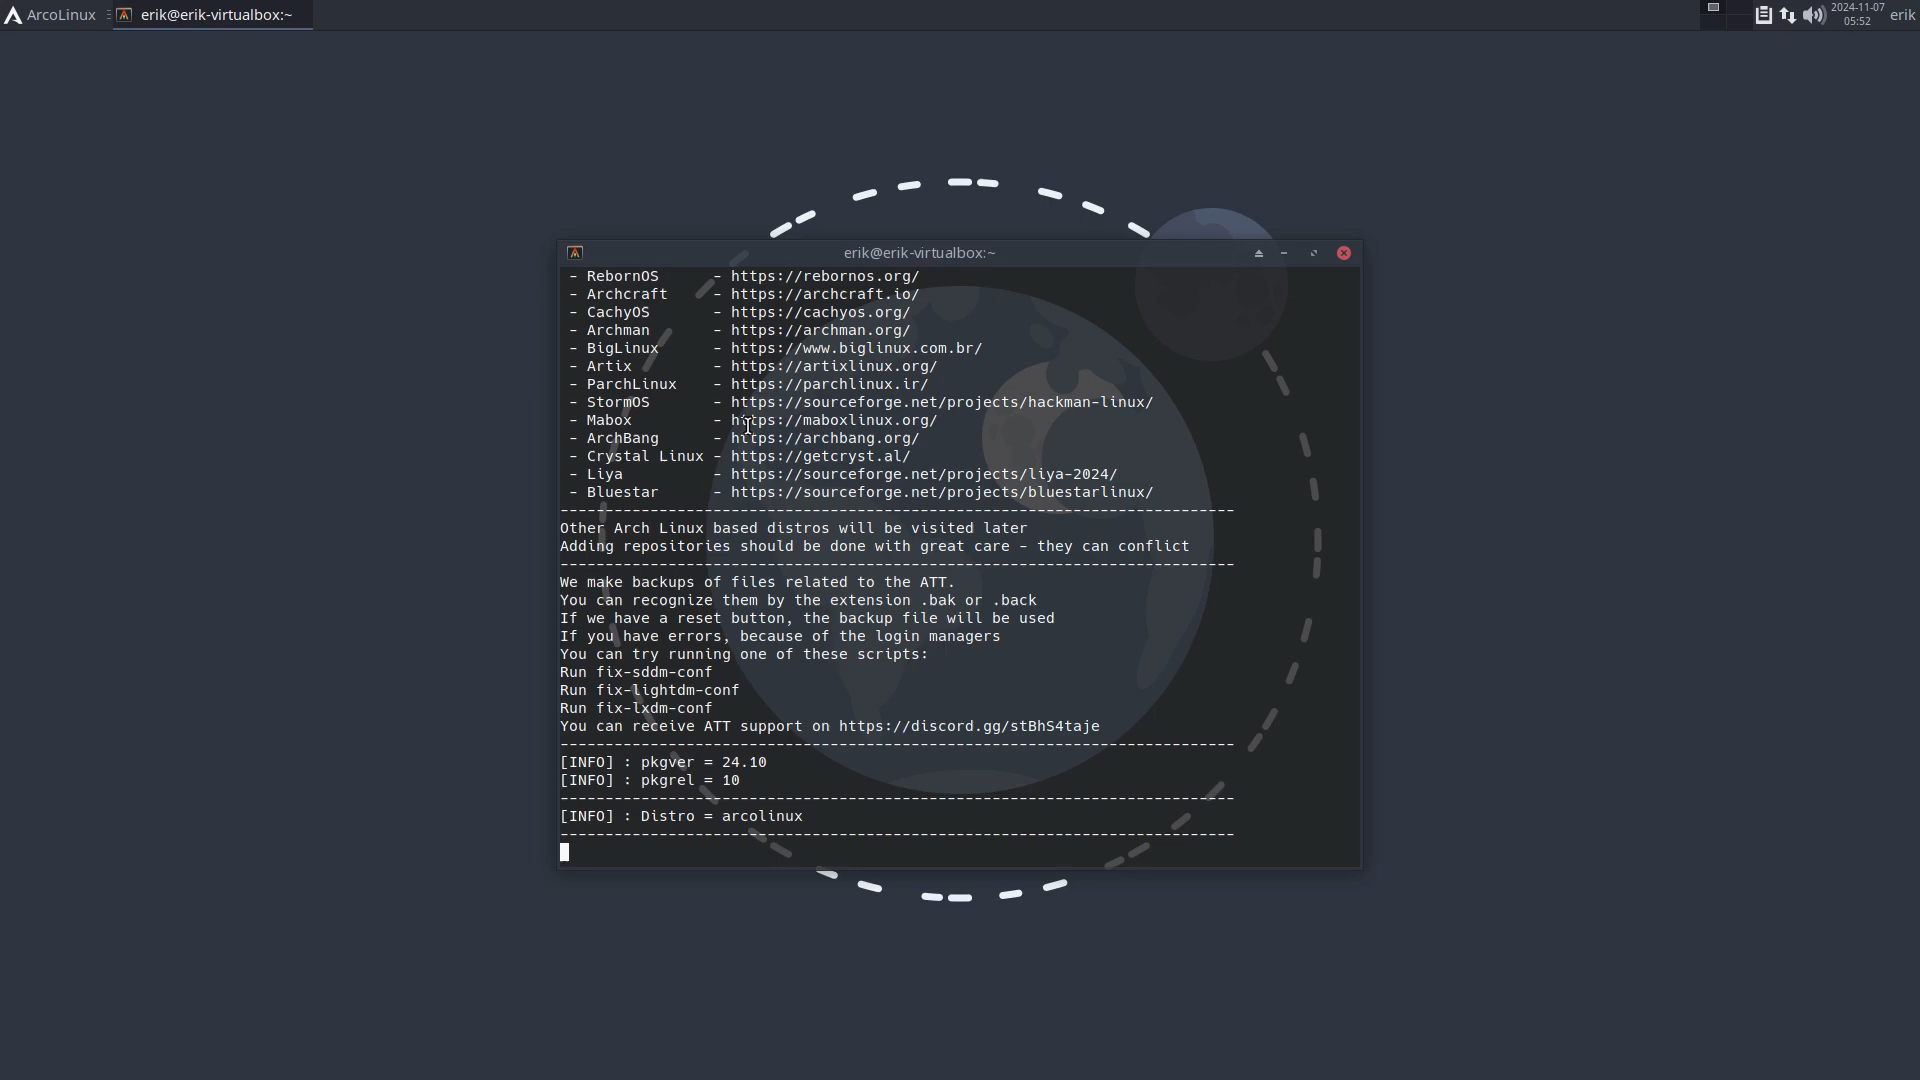 ArcoLinux
erik@erik-virtualbox:~
2024-11-07
05:52
erik
erik@erik-virtualbox:~
- RebornOS - https://rebornos.org/
- Archcraft - https://archcraft.io/
- CachyOS - https://cachyos.org/
- Archman - https://archman.org/
- BigLinux - https://www.biglinux.com.br/
- Artix - https://artixlinux.org/
- ParchLinux - https://parchlinux.ir/
- StormOS - https://sourceforge.net/projects/hackman-linux/
- Mabox - https://maboxlinux.org/
- ArchBang - https://archbang.org/
- Crystal Linux - https://getcryst.al/
- Liya - https://sourceforge.net/projects/liya-2024/
- Bluestar - https://sourceforge.net/projects/bluestarlinux/
---------------------------------------------------------------------------
Other Arch Linux based distros will be visited later
Adding repositories should be done with great care - they can conflict
---------------------------------------------------------------------------
We make backups of files related to the ATT.
You can recognize them by the extension .bak or .back
If we have a reset button, the backup file will be used
If you have errors, because of the login managers
You can try running one of these scripts:
Run fix-sddm-conf
Run fix-lightdm-conf
Run fix-lxdm-conf
You can receive ATT support on https://discord.gg/stBhS4taje
---------------------------------------------------------------------------
[INFO] : pkgver = 24.10
[INFO] : pkgrel = 10
---------------------------------------------------------------------------
[INFO] : Distro = arcolinux
---------------------------------------------------------------------------